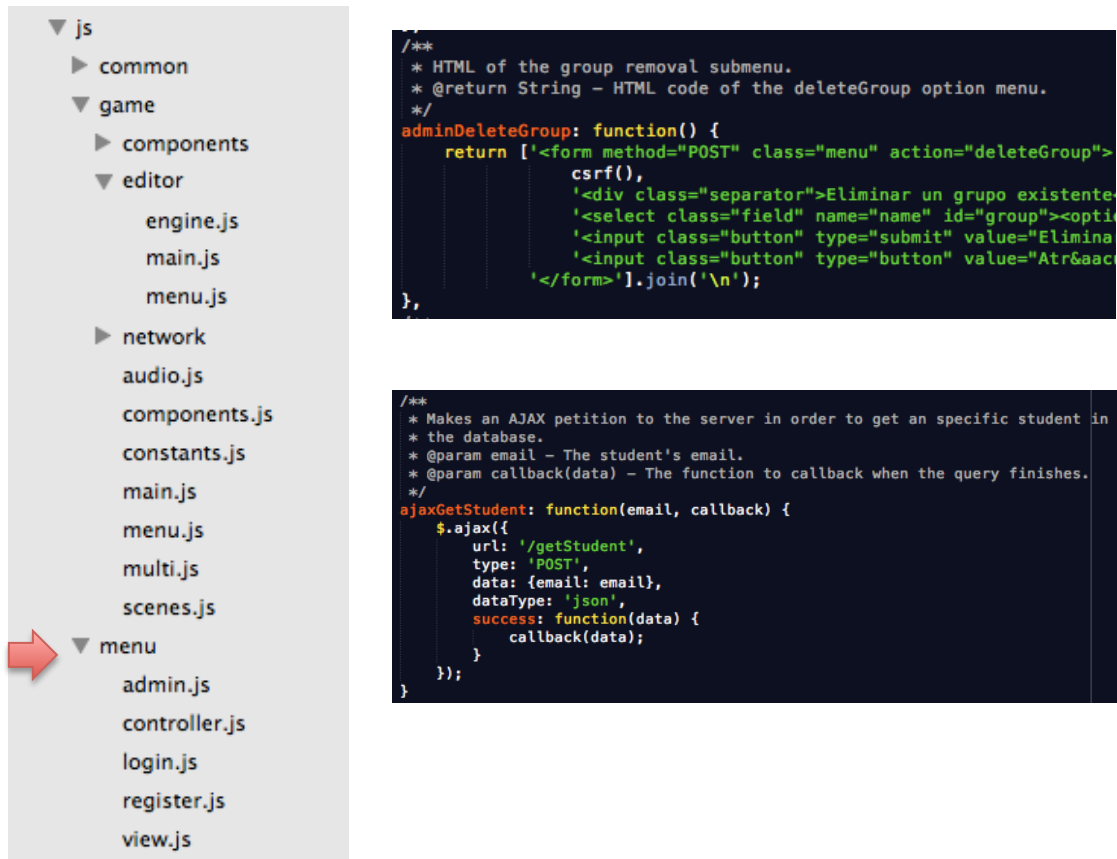 js
common
game
components
editor
engine.js
main.js
menu.js
network
audio.js
components.js
constants.js
main.js
menu.js
multi.js
scenes.js
menu
admin.js
controller.js
login.js
register.js
view.js
/**
* HTML of the group removal submenu.
* @return String – HTML code of the deleteGroup option menu.
*/
adminDeleteGroup: function() {
return ['<form method="POST" class="menu" action="deleteGroup">
csrf(),
'<div class="separator">Eliminar un grupo existente<
'<select class="field" name="name" id="group"><optio
'<input class="button" type="submit" value="Elimina
'<input class="button" type="button" value="Atr&aacu
'</form>'].join('\n');
},
/**
* Makes an AJAX petition to the server in order to get an specific student in
* the database.
* @param email – The student's email.
* @param callback(data) – The function to callback when the query finishes.
*/
ajaxGetStudent: function(email, callback) {
$.ajax({
url: '/getStudent',
type: 'POST',
data: {email: email},
dataType: 'json',
success: function(data) {
callback(data);
}
});
}